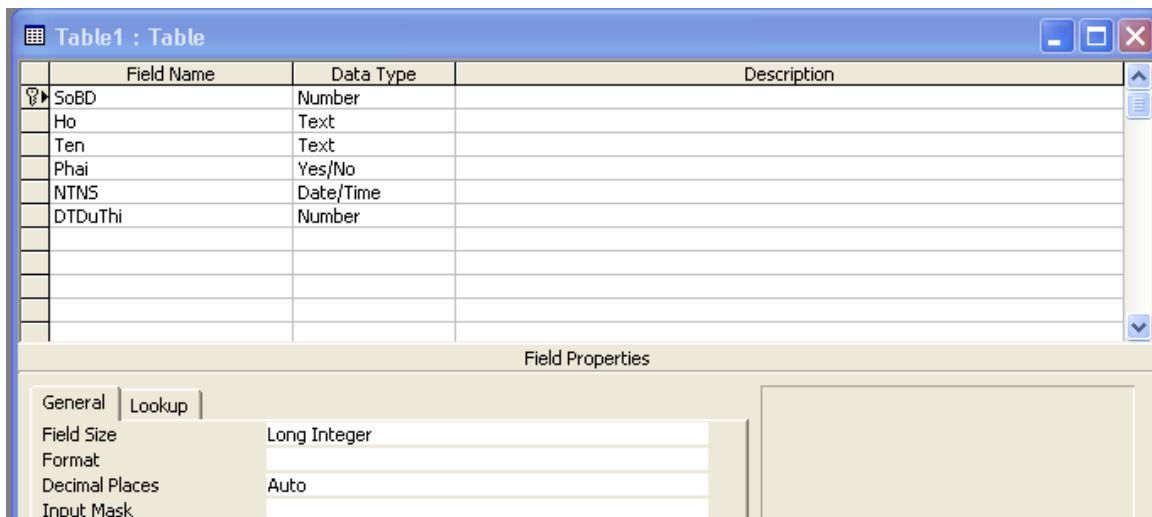 Table1 : Table
Field Name Data Type Description
SoBD Number
Ho Text
Ten Text
Phai Yes/No
NTNS Date/Time
DTDuThi Number
Field Properties
General Lookup
Field Size Long Integer
Format
Decimal Places Auto
Input Mask